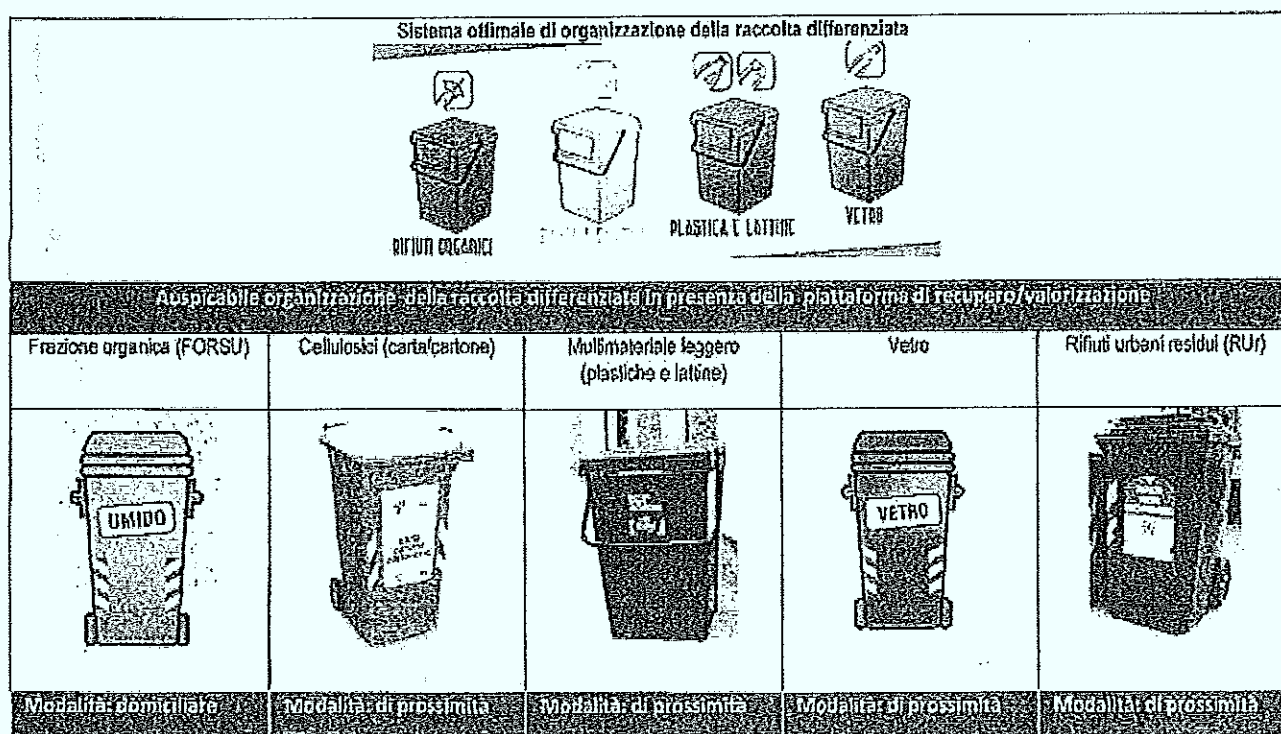 Sistema ottimale di organizzazione della raccolta differenziata
RIFIUTI ORGANICI
PLASTICA E LATTINE
VETRO
Auspicabile organizzazione della raccolta differenziata in presenza della piattaforma di recupero/valorizzazione
Frazione organica (FORSU)
Cellulosici (carta/cartone)
Multimateriale leggero
(plastiche e lattine)
Vetro
Rifiuti urbani residui (RUr)
UMIDO
VETRO
Modalità: domiciliare
Modalità: di prossimità
Modalità: di prossimità
Modalità: di prossimità
Modalità: di prossimità